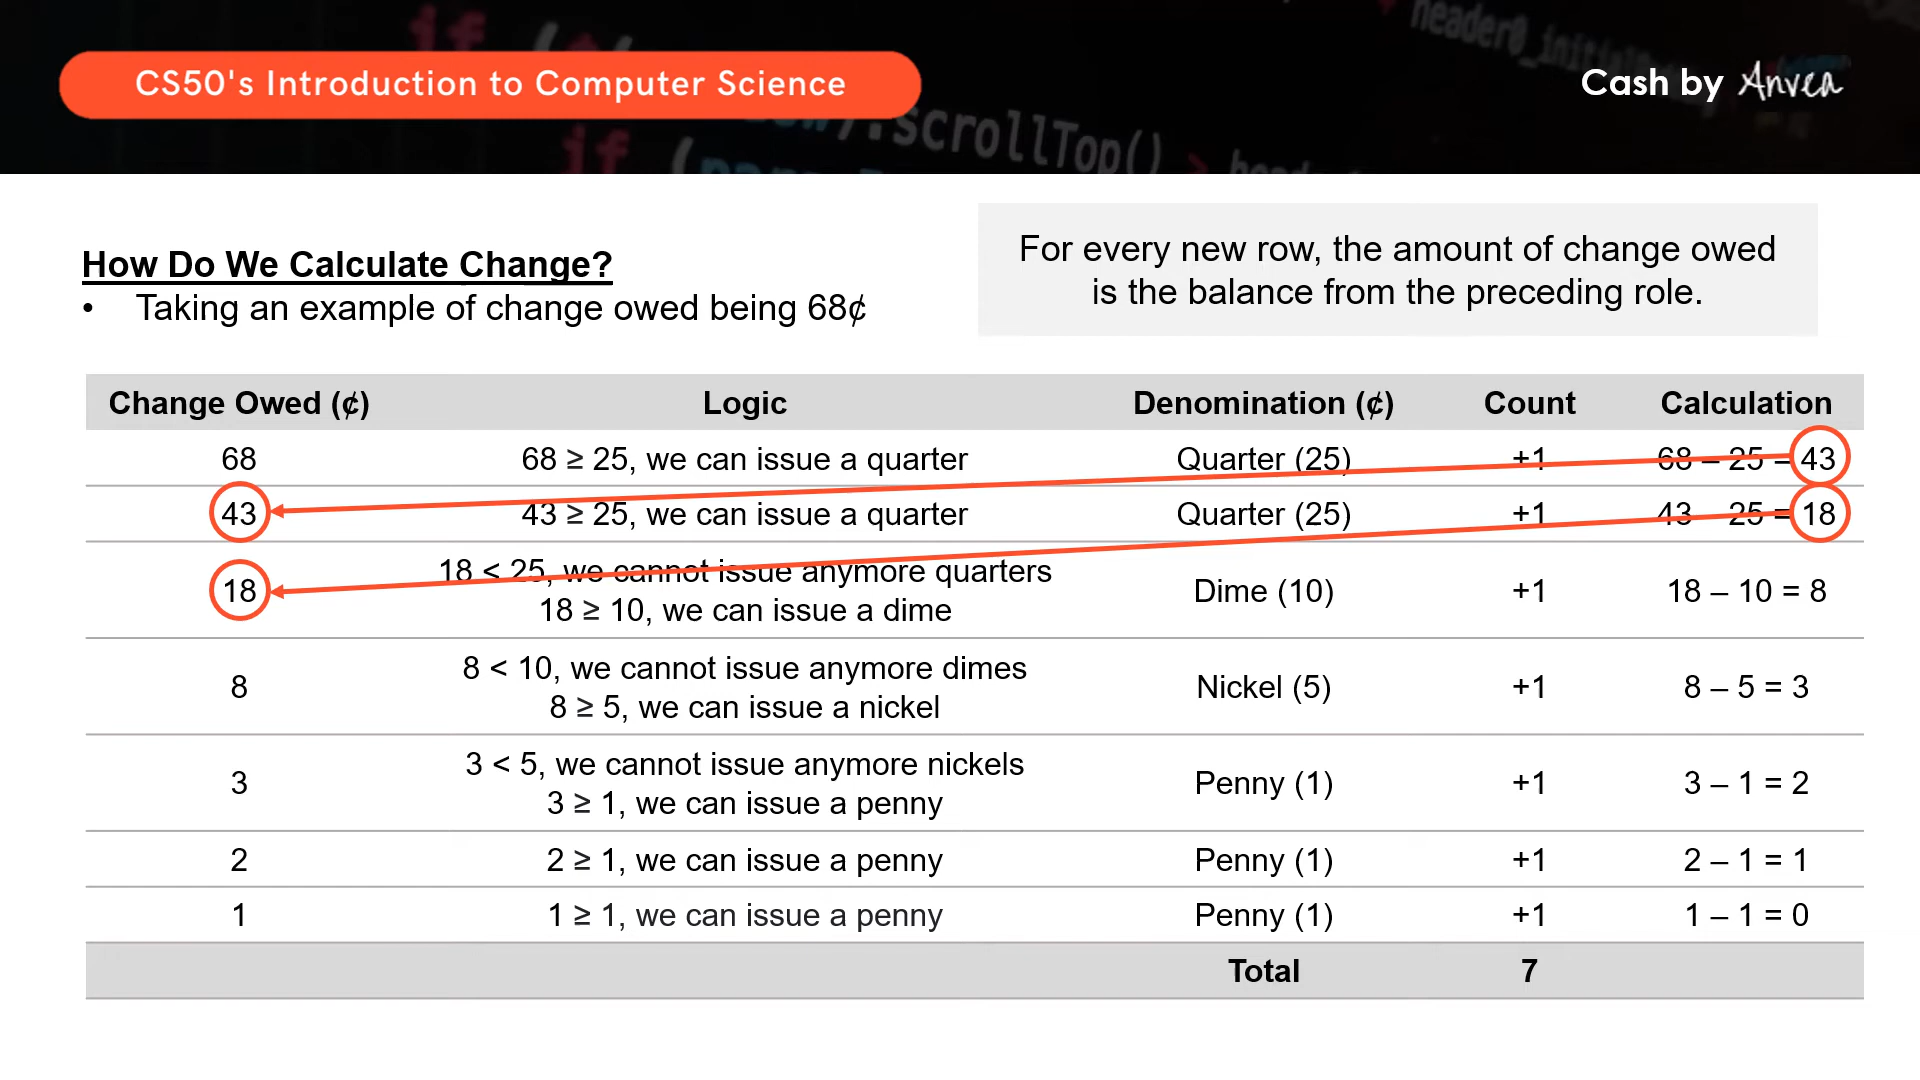 if (
header0_init
CS50's Introduction to Computer Science
Cash by Anvea
.scrollTop() >
if (
How Do We Calculate Change?
• Taking an example of change owed being 68¢
For every new row, the amount of change owed
is the balance from the preceding role.
Change Owed (¢) Logic Denomination (¢) Count Calculation
68 68 ≥ 25, we can issue a quarter Quarter (25) +1 68 – 25 = 43
43 43 ≥ 25, we can issue a quarter Quarter (25) +1 43 – 25 = 18
18 18 < 25, we cannot issue anymore quarters
18 ≥ 10, we can issue a dime Dime (10) +1 18 – 10 = 8
8 8 < 10, we cannot issue anymore dimes
8 ≥ 5, we can issue a nickel Nickel (5) +1 8 – 5 = 3
3 3 < 5, we cannot issue anymore nickels
3 ≥ 1, we can issue a penny Penny (1) +1 3 – 1 = 2
2 2 ≥ 1, we can issue a penny Penny (1) +1 2 – 1 = 1
1 1 ≥ 1, we can issue a penny Penny (1) +1 1 – 1 = 0
Total 7